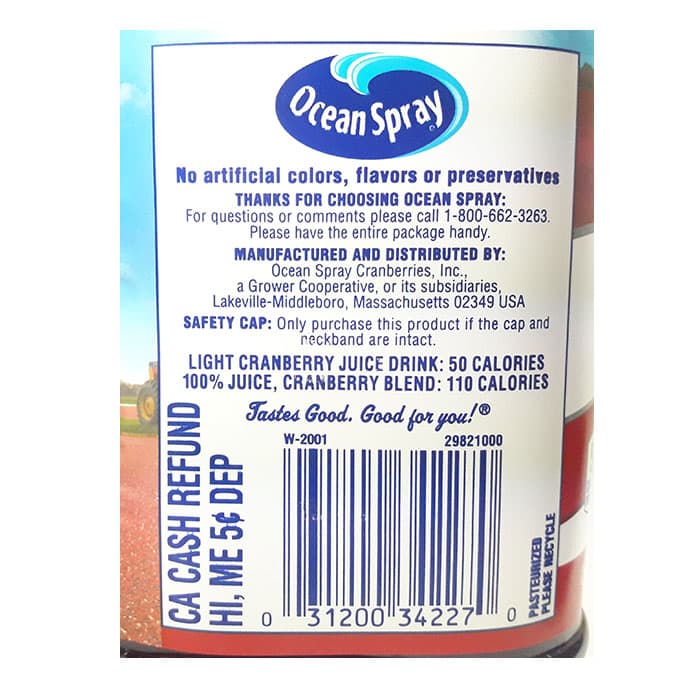 Ocean Spray
No artificial colors, flavors or preservatives
THANKS FOR CHOOSING OCEAN SPRAY:
For questions or comments please call 1-800-662-3263.
Please have the entire package handy.
MANUFACTURED AND DISTRIBUTED BY:
Ocean Spray Cranberries, Inc.,
a Grower Cooperative, or its subsidiaries,
Lakeville-Middleboro, Massachusetts 02349 USA
SAFETY CAP: Only purchase this product if the cap and
neckband are intact.
LIGHT CRANBERRY JUICE DRINK: 50 CALORIES
100% JUICE, CRANBERRY BLEND: 110 CALORIES
Tastes Good. Good for you!®
W-2001 29821000
0 31200 34227 0
CA CASH REFUND
HI, ME 5¢ DEP
PASTEURIZED
PLEASE RECYCLE